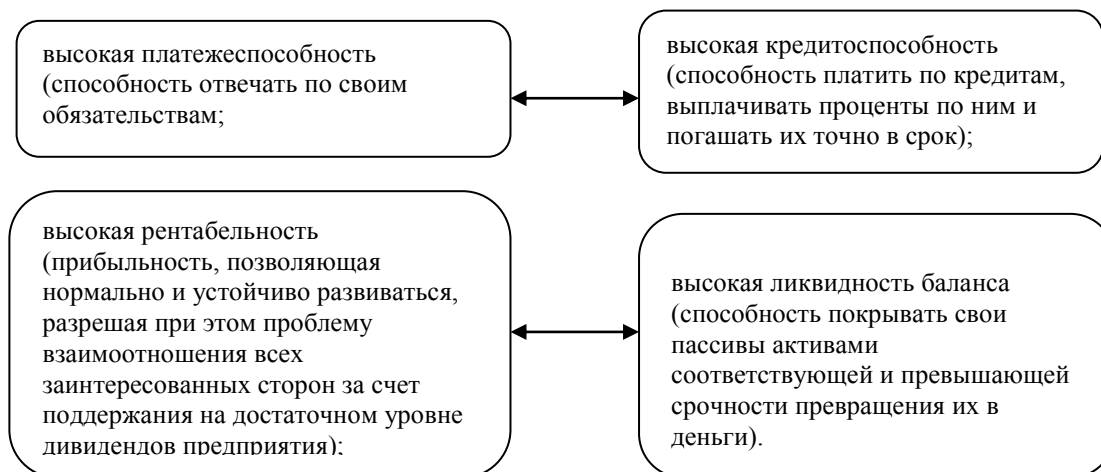 высокая платежеспособность
(способность отвечать по своим
обязательствам;
высокая кредитоспособность
(способность платить по кредитам,
выплачивать проценты по ним и
погашать их точно в срок);
высокая рентабельность
(прибыльность, позволяющая
нормально и устойчиво развиваться,
разрешая при этом проблему
взаимоотношения всех
заинтересованных сторон за счет
поддержания на достаточном уровне
дивидендов предприятия);
высокая ликвидность баланса
(способность покрывать свои
пассивы активами
соответствующей и превышающей
срочности превращения их в
деньги).